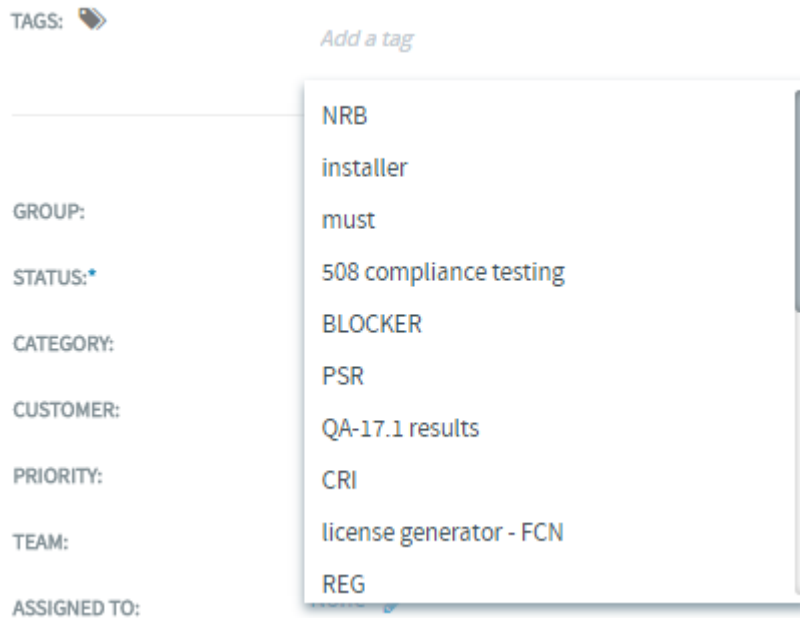 TAGS:
Add a tag
NRB
installer
must
508 compliance testing
BLOCKER
PSR
QA-17.1 results
CRI
license generator - FCN
REG
GROUP:
STATUS:*
CATEGORY:
CUSTOMER:
PRIORITY:
TEAM:
ASSIGNED TO:
None